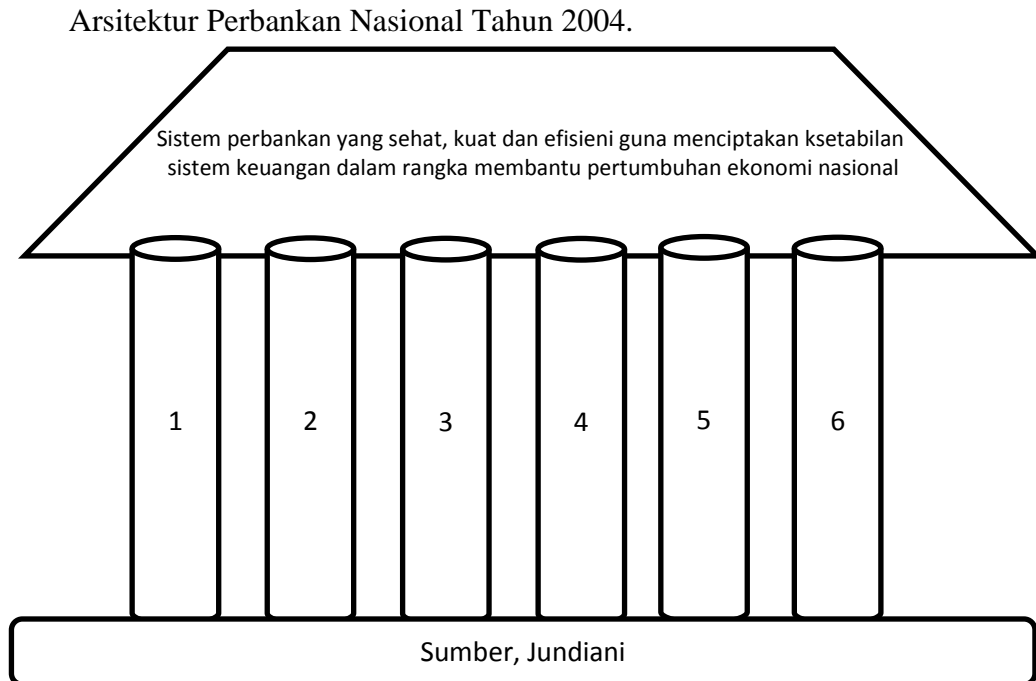 Arsitektur Perbankan Nasional Tahun 2004.
Sistem perbankan yang sehat, kuat dan efisieni guna menciptakan ksetabilan
sistem keuangan dalam rangka membantu pertumbuhan ekonomi nasional
1 2 3 4 5 6
Sumber, Jundiani